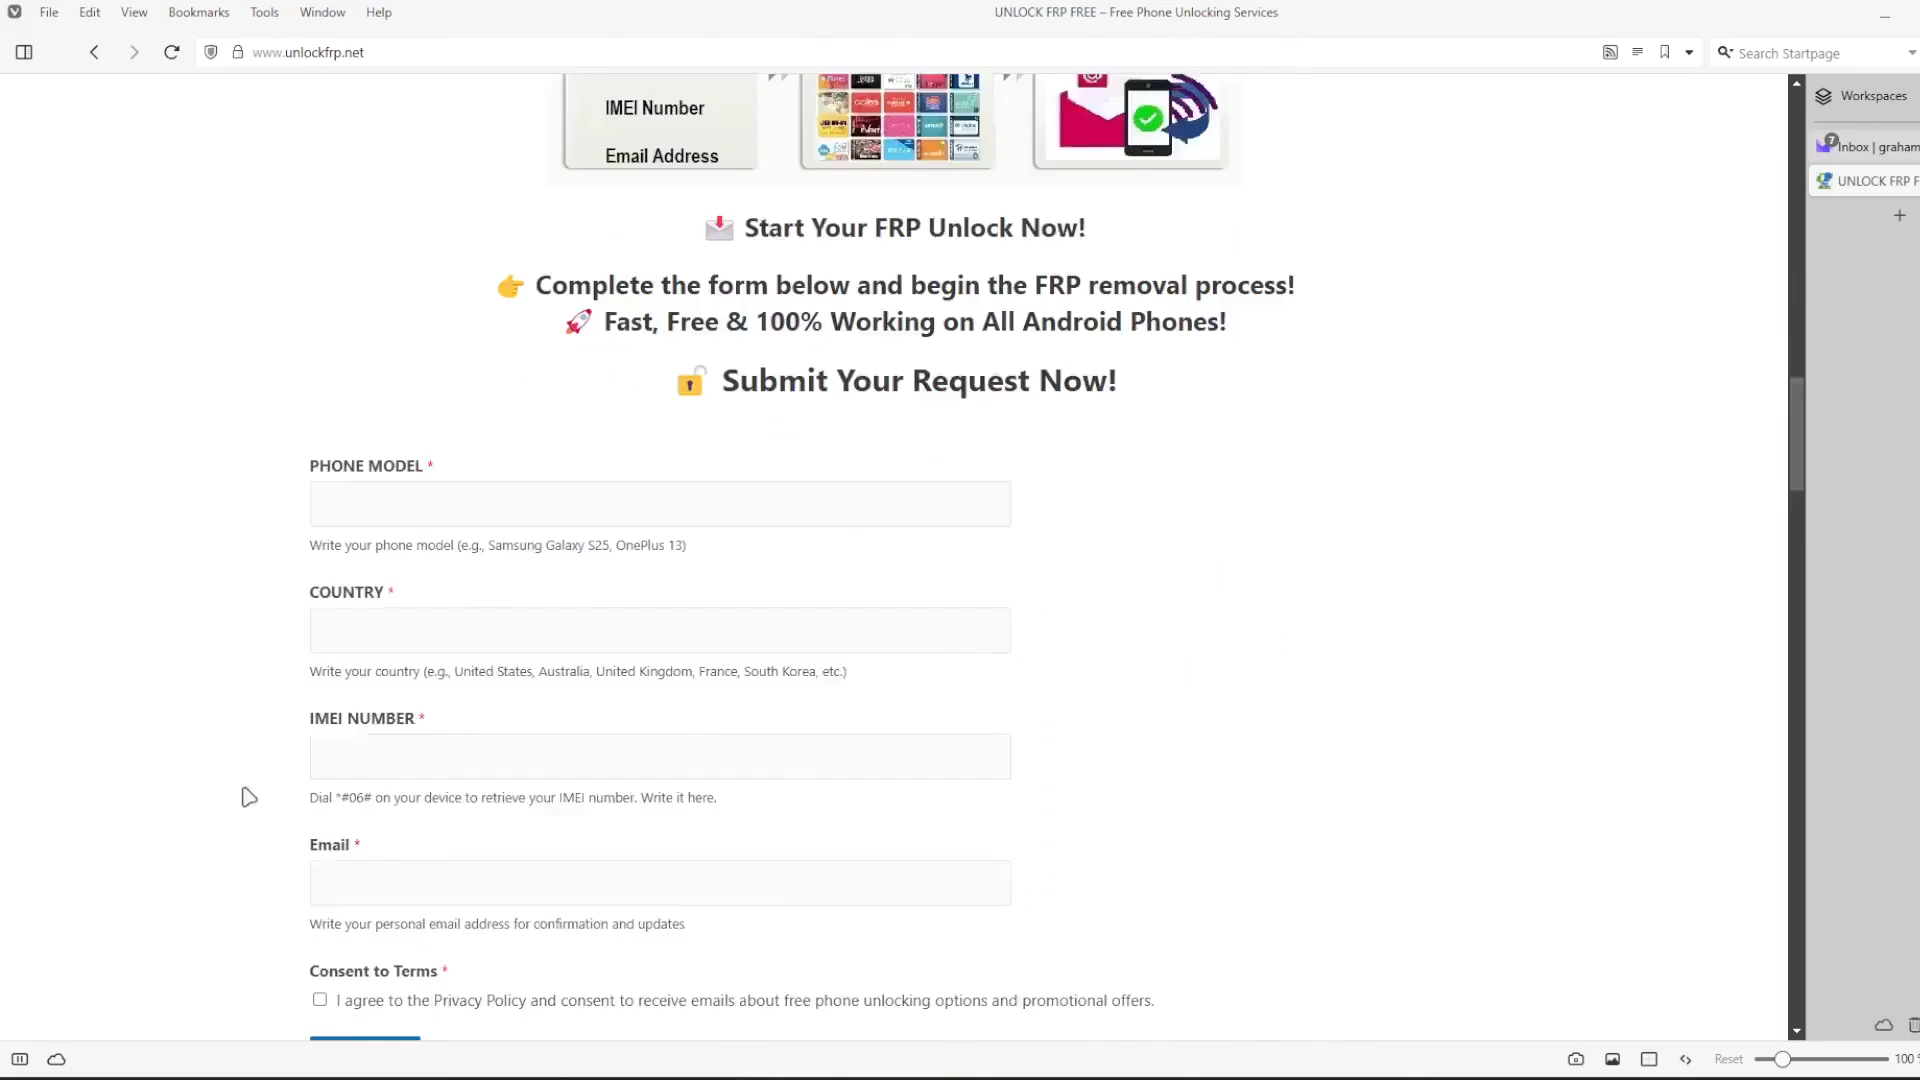 File Edit View Bookmarks Tools Window Help
UNLOCK FRP FREE – Free Phone Unlocking Services
www.unlockfrp.net
Search Startpage
Workspaces
7
Inbox | graham
UNLOCK FRP F
IMEI Number
Email Address
Start Your FRP Unlock Now!
Complete the form below and begin the FRP removal process!
Fast, Free & 100% Working on All Android Phones!
Submit Your Request Now!
PHONE MODEL *
Write your phone model (e.g., Samsung Galaxy S25, OnePlus 13)
COUNTRY *
Write your country (e.g., United States, Australia, United Kingdom, France, South Korea, etc.)
IMEI NUMBER *
Dial *#06# on your device to retrieve your IMEI number. Write it here.
Email *
Write your personal email address for confirmation and updates
Consent to Terms *
I agree to the Privacy Policy and consent to receive emails about free phone unlocking options and promotional offers.
Reset
100 %